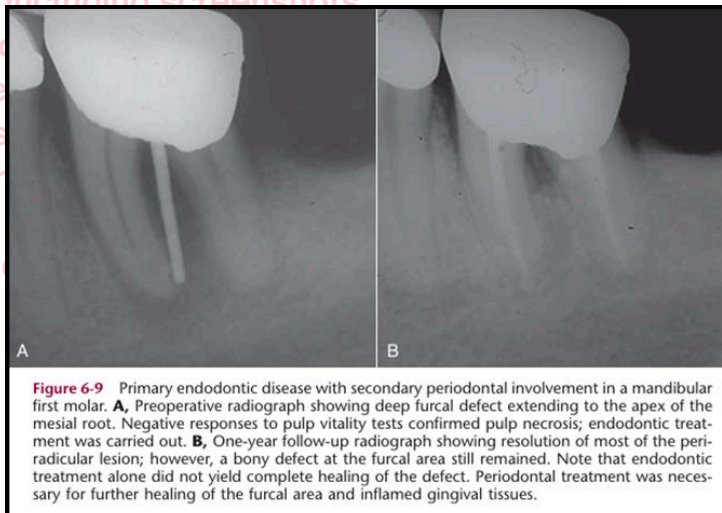 including screenshots
A
B
Figure 6-9 Primary endodontic disease with secondary periodontal involvement in a mandibular
first molar. A, Preoperative radiograph showing deep furcal defect extending to the apex of the
mesial root. Negative responses to pulp vitality tests confirmed pulp necrosis; endodontic treat-
ment was carried out. B, One-year follow-up radiograph showing resolution of most of the peri-
radicular lesion; however, a bony defect at the furcal area still remained. Note that endodontic
treatment alone did not yield complete healing of the defect. Periodontal treatment was neces-
sary for further healing of the furcal area and inflamed gingival tissues.